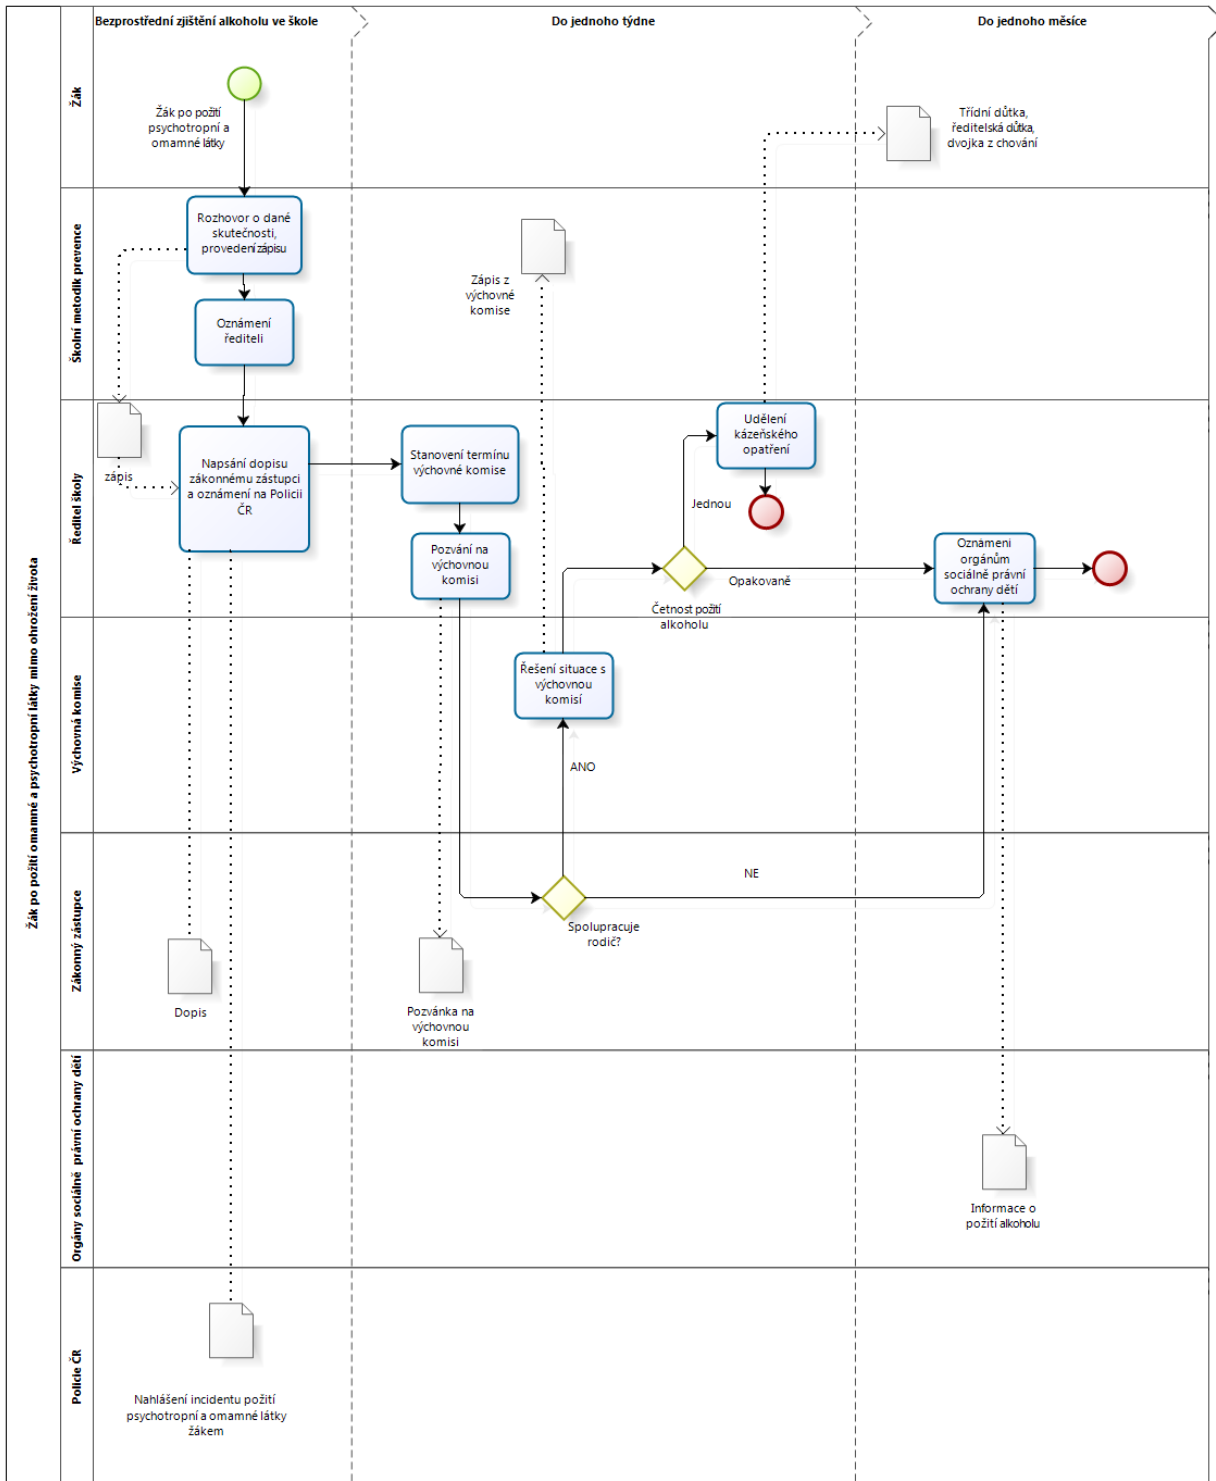 Bezprostřední zjištění alkoholu ve škole
Do jednoho týdne
Do jednoho měsíce
Žák po požití omamné a psychotropní látky mimo ohrožení života
Žák
Žák po požití
psychotropní a
omamné látky
Třídní důtka,
ředitelská důtka,
dvojka z chování
Školní metodik prevence
Rozhovor o dané
skutečnosti,
provedení zápisu
Oznámení
řediteli
Zápis z
výchovné
komise
Ředitel školy
zápis
Napsání dopisu
zákonnému zástupci
a oznámení na Policii
ČR
Stanovení termínu
výchovné komise
Pozvání na
výchovnou
komisi
Udělení
kázeňského
opatření
Jednou
Opakovaně
Četnost požití
alkoholu
Oznámení
orgánům
sociálně právní
ochrany dětí
Výchovná komise
Řešení situace s
výchovnou
komisí
ANO
Zákonný zástupce
NE
Spolupracuje
rodič?
Dopis
Pozvánka na
výchovnou
komisi
Orgány sociálně právní ochrany dětí
Informace o
požití alkoholu
Policie ČR
Nahlášení incidentu požití
psychotropní a omamné látky
žákem